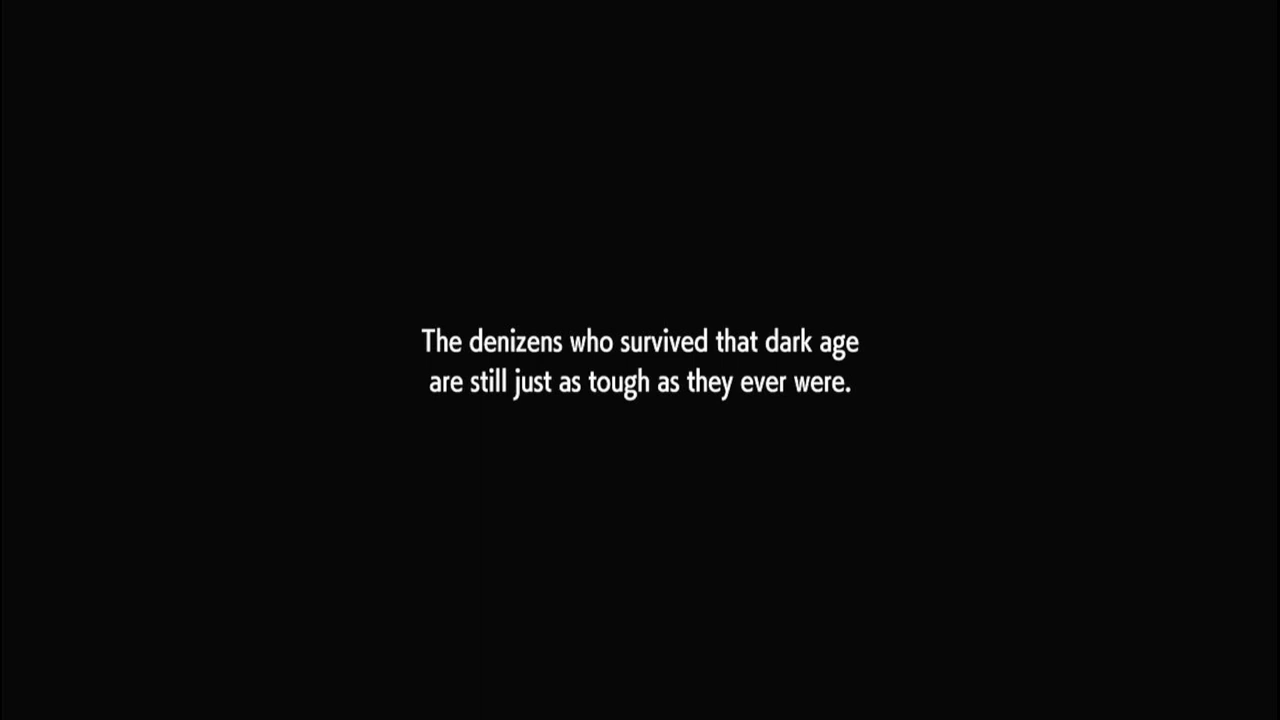 The denizens who survived that dark age
are still just as tough as they ever were.